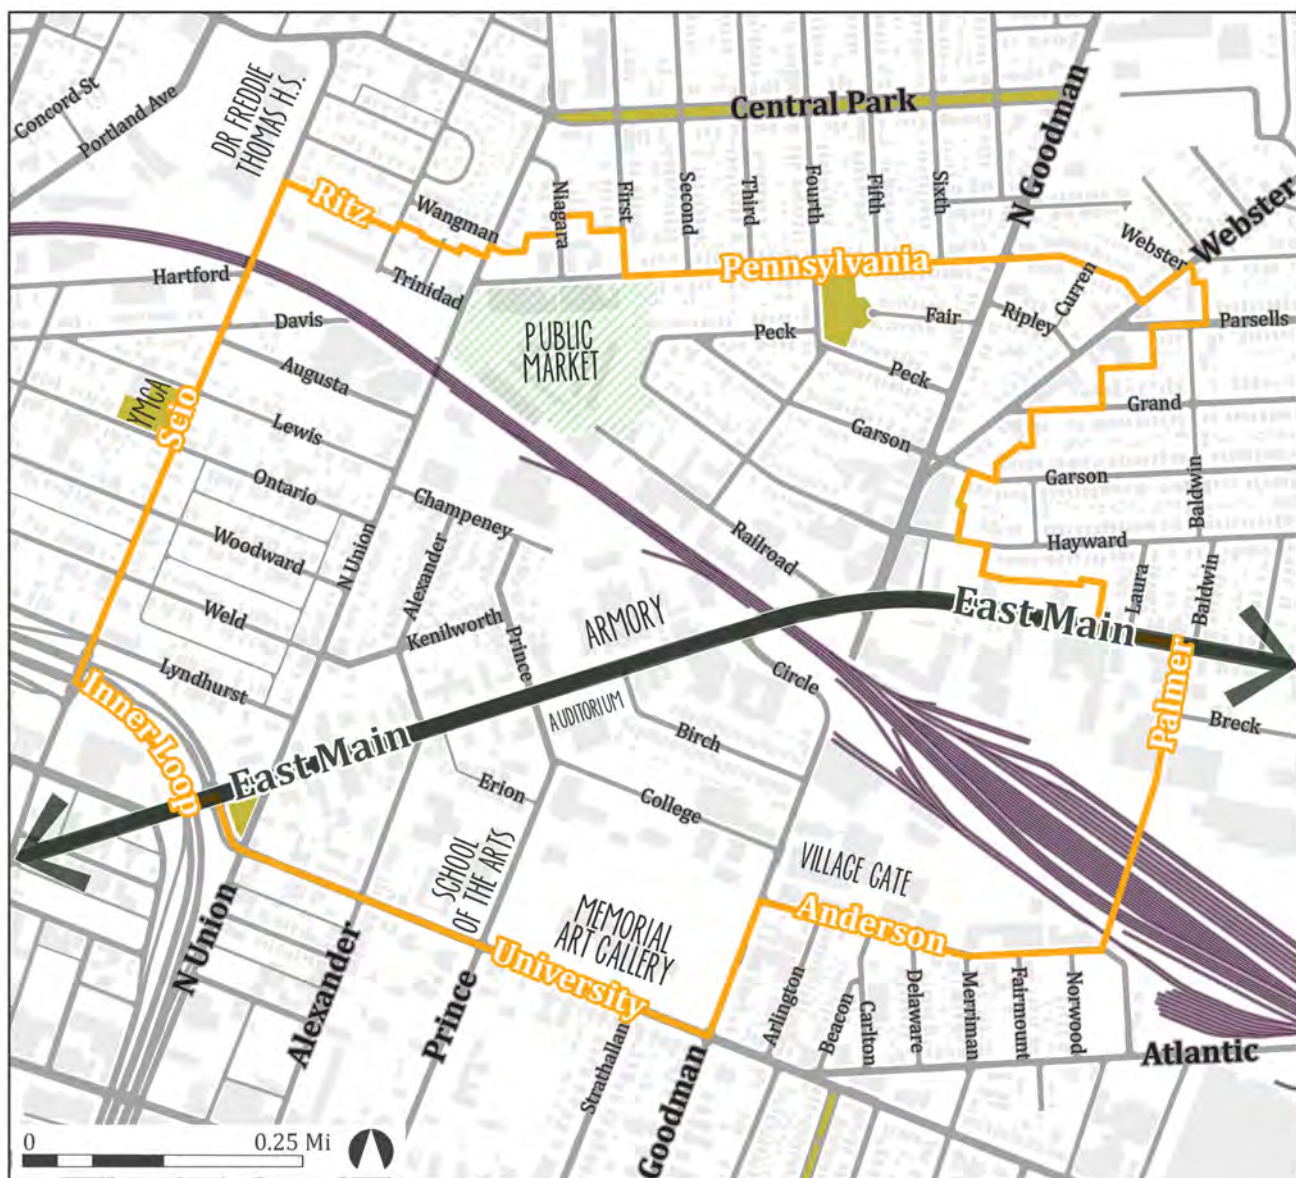 Concord St
Portland Ave
DR FREDDIE
THOMAS H.S.
Central Park
N Goodman
Ritz
Wangman
Niagara
First
Second
Third
Fourth
Fifth
Sixth
Webster
Webster
Hartford
Trinidad
Pennsylvania
Curren
Ripley
Fair
Parsells
Davis
PUBLIC
MARKET
Peck
Peck
Augusta
YMCA
Scio
Lewis
Grand
Garson
Garson
Baldwin
Ontario
Champeney
Woodward
N Union
Alexander
Railroad
Hayward
Laura
Baldwin
Weld
Kenilworth
Prince
ARMORY
East Main
Lyndhurst
Inner Loop
Circle
Palmer
AUDITORIUM
Birch
Breck
East Main
Erion
College
SCHOOL
OF THE ARTS
VILLAGE GATE
MEMORIAL
ART GALLERY
Anderson
N Union
Alexander
Prince
University
Strathallan
Goodman
Arlington
Beacon
Carlton
Delaware
Merriman
Fairmount
Norwood
Atlantic
0 0.25 Mi